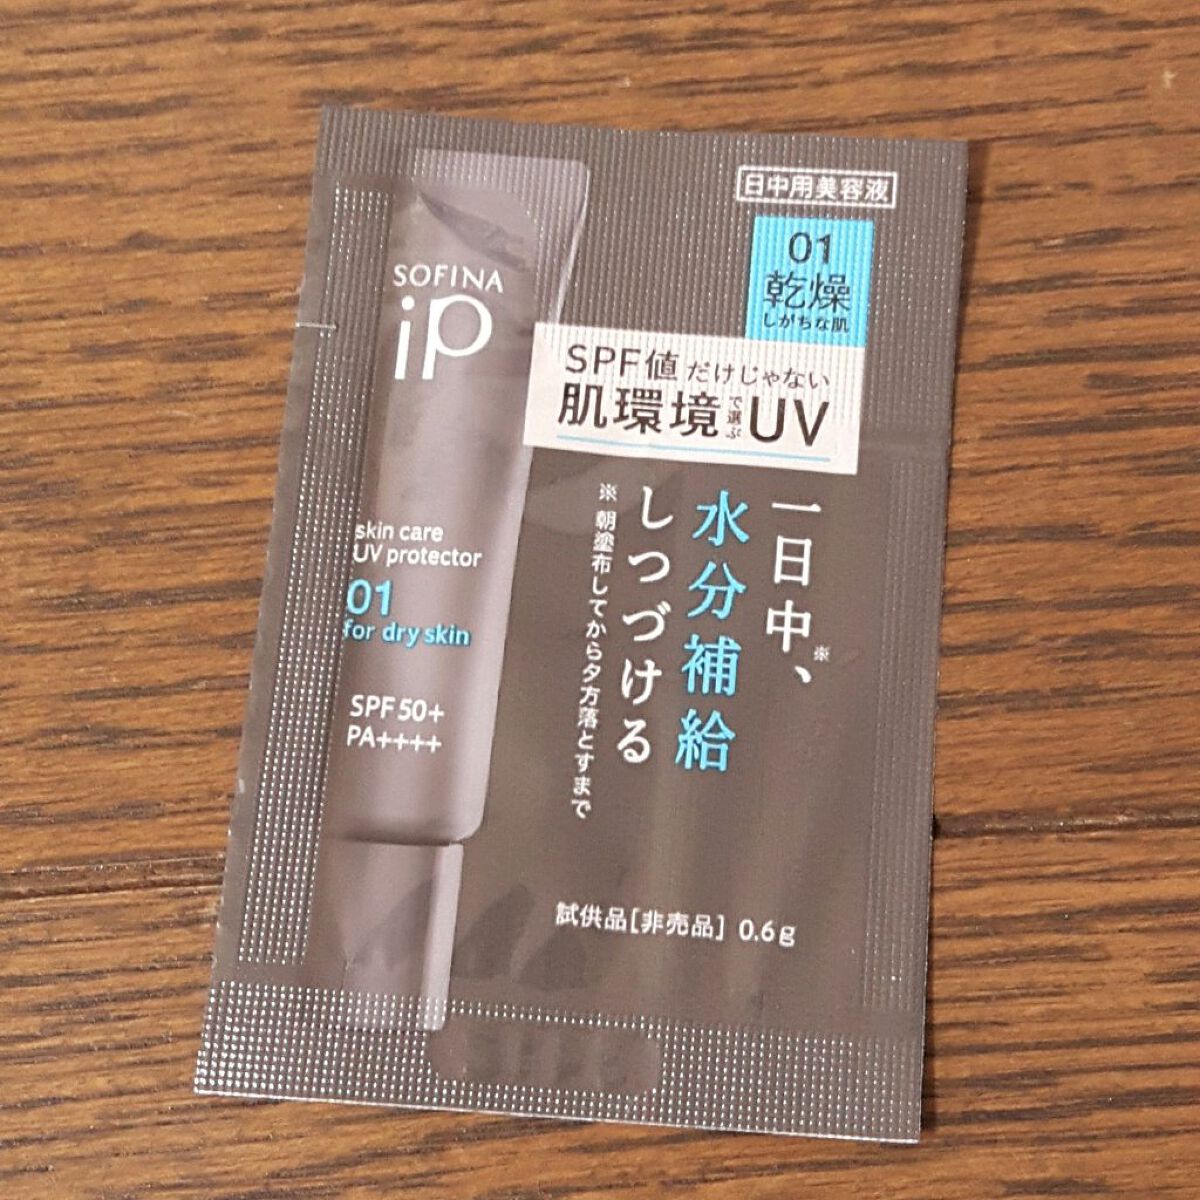 日中用美容液
01
乾燥
しがちな肌
SOFINA
iP
SPF値だけじゃない
肌環境で選ぶUV
一日中、※
水分補給
しつづける
※朝塗布してから夕方落とすまで
skin care
UV protector
01
for dry skin
SPF 50+
PA++++
試供品[非売品] 0.6g